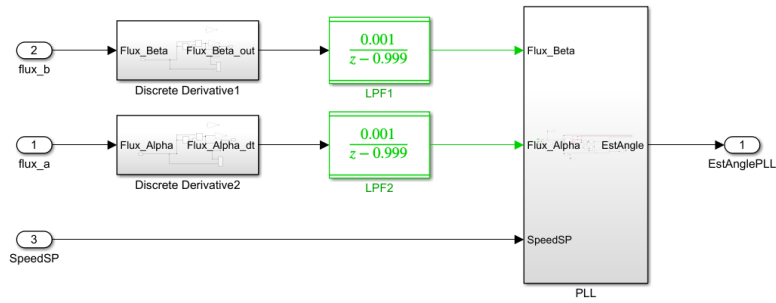 2
flux_b
Flux_Beta
Flux_Beta_out
Discrete Derivative1
0.001
z − 0.999
LPF1
Flux_Beta
1
flux_a
Flux_Alpha
Flux_Alpha_dt
Discrete Derivative2
0.001
z − 0.999
LPF2
Flux_Alpha
EstAngle
1
EstAnglePLL
3
SpeedSP
SpeedSP
PLL